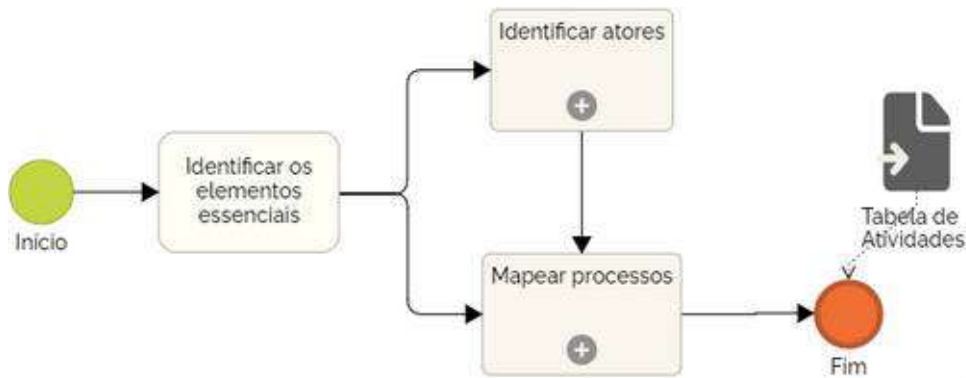 Início
Identificar os
elementos
essenciais
Identificar atores
Mapear processos
Tabela de
Atividades
Fim